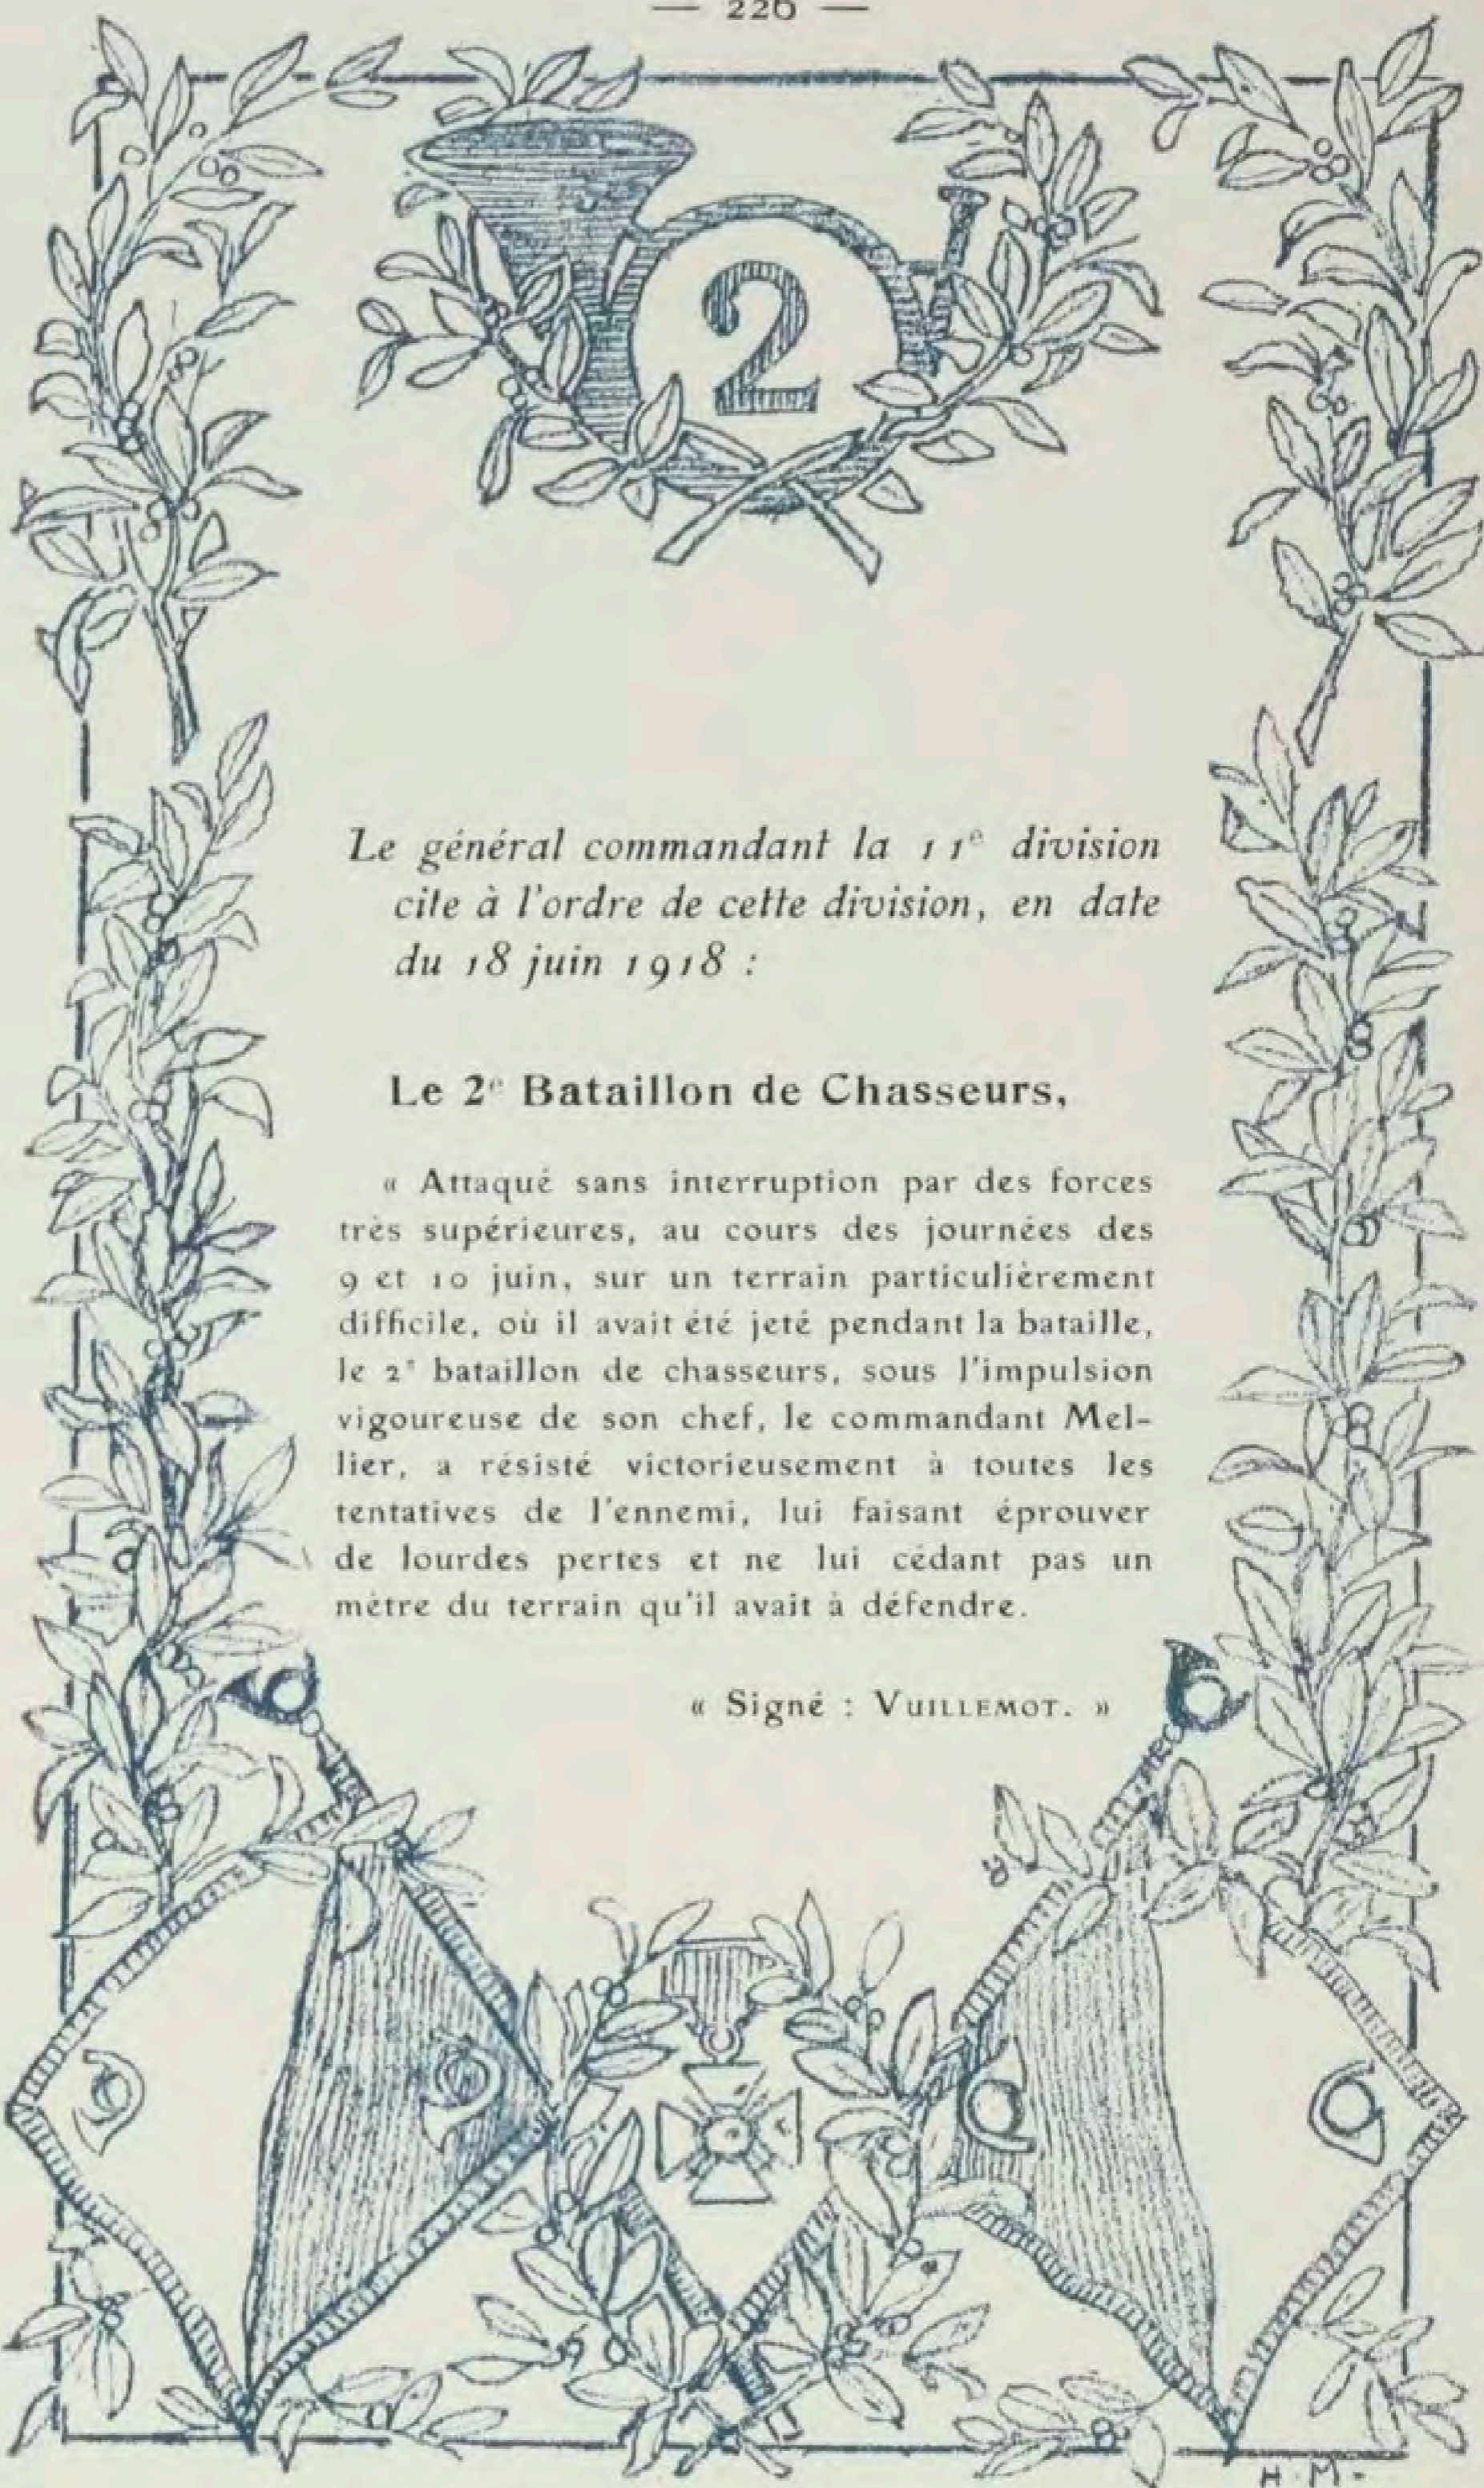 — 226 —
2
Le général commandant la 11e division
cite à l'ordre de cette division, en date
du 18 juin 1918 :
Le 2e Bataillon de Chasseurs,
« Attaqué sans interruption par des forces
très supérieures, au cours des journées des
9 et 10 juin, sur un terrain particulièrement
difficile, où il avait été jeté pendant la bataille,
le 2e bataillon de chasseurs, sous l'impulsion
vigoureuse de son chef, le commandant Mel-
lier, a résisté victorieusement à toutes les
tentatives de l'ennemi, lui faisant éprouver
de lourdes pertes et ne lui cédant pas un
mètre du terrain qu'il avait à défendre.
« Signé : VUILLEMOT. »
H. M.